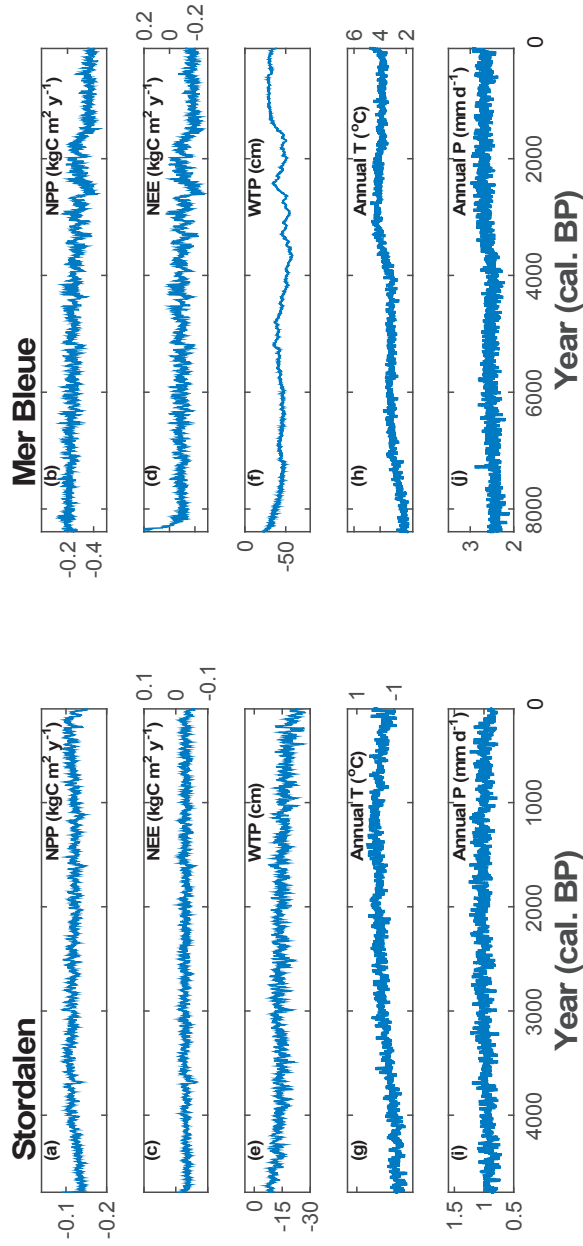 Stordalen
(a)
NPP (kgC m² y⁻¹)
-0.1
-0.2
(c)
NEE (kgC m² y⁻¹)
0.1
0
-0.1
(e)
WTP (cm)
0
-15
-30
(g)
Annual T (°C)
1
-1
(i)
Annual P (mm d⁻¹)
1.5
1
0.5
4000
3000
2000
1000
0
Year (cal. BP)
Mer Bleue
(b)
NPP (kgC m² y⁻¹)
-0.2
-0.4
(d)
NEE (kgC m² y⁻¹)
0.2
0
-0.2
(f)
WTP (cm)
0
-50
(h)
Annual T (°C)
6
4
2
(j)
Annual P (mm d⁻¹)
3
2
8000
6000
4000
2000
0
Year (cal. BP)